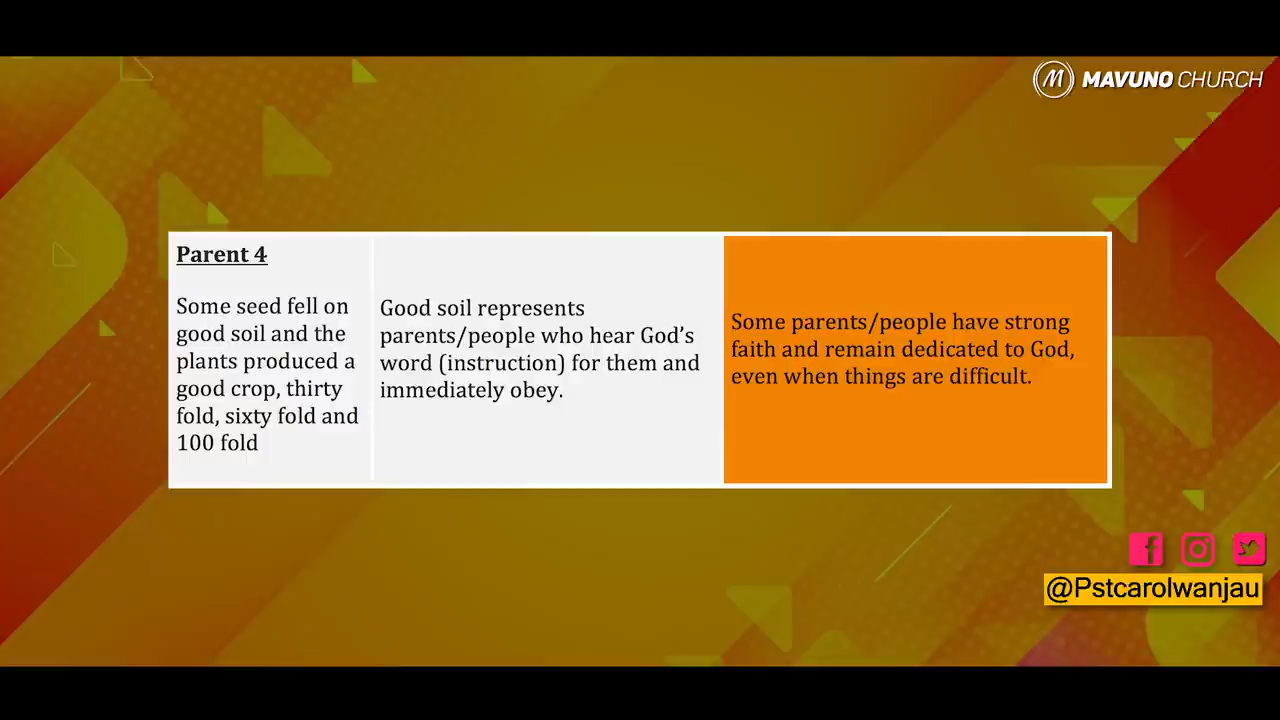 MAVUNO CHURCH
Parent 4
Some seed fell on
good soil and the
plants produced a
good crop, thirty
fold, sixty fold and
100 fold
Good soil represents
parents/people who hear God’s
word (instruction) for them and
immediately obey.
Some parents/people have strong
faith and remain dedicated to God,
even when things are difficult.
@Pstcarolwanjau